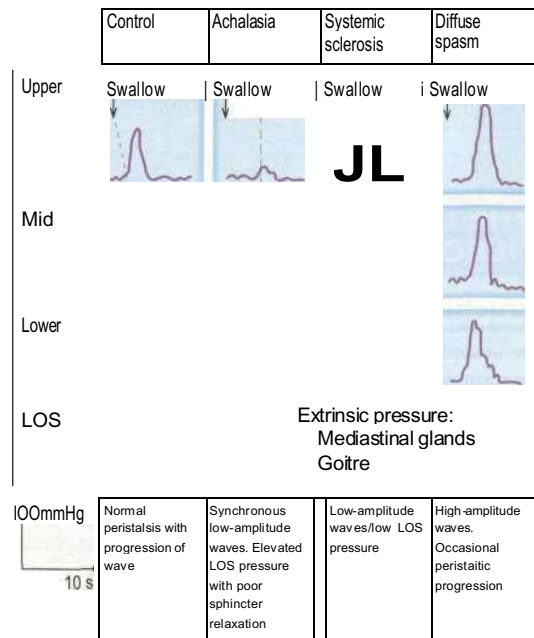 Control Achalasia Systemic sclerosis Diffuse spasm
Upper Swallow | Swallow | Swallow i Swallow
JL
Mid
Lower
LOS
Extrinsic pressure:
Mediastinal glands
Goitre
lOOmmHg
10 s
Normal
peristalsis with
progression of
wave
Synchronous
low-amplitude
waves. Elevated
LOS pressure
with poor
sphincter
relaxation
Low-amplitude
waves/low LOS
pressure
High-amplitude
waves.
Occasional
peristaitic
progression